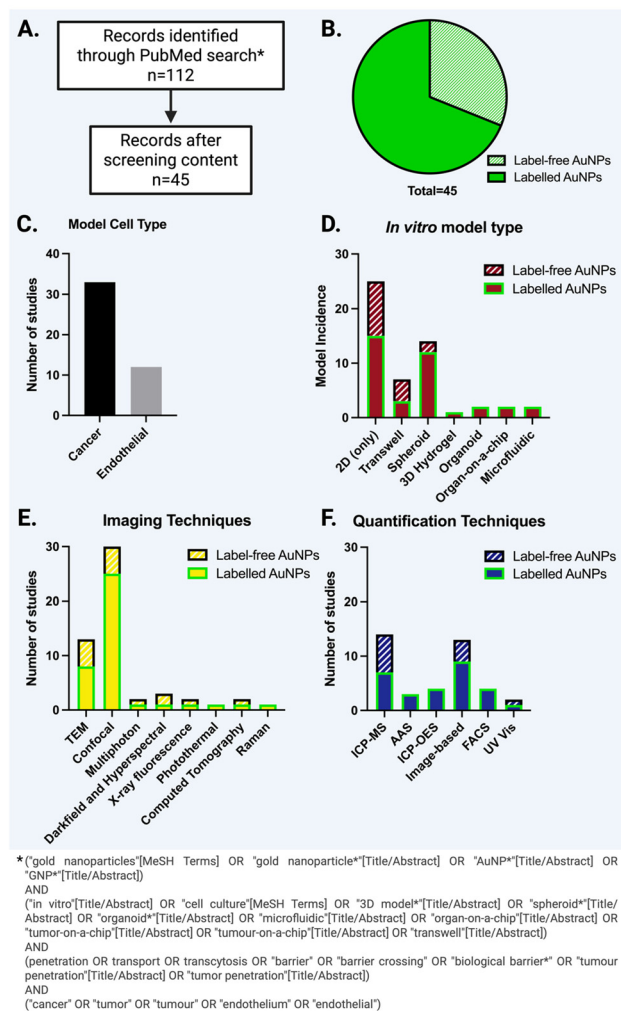 A.
Records identified
through PubMed search*
n=112
Records after
screening content
n=45
B.
Label-free AuNPs
Labelled AuNPs
Total=45
C.
Model Cell Type
Number of studies
40
30
20
10
0
Cancer
Endothelial
D.
In vitro model type
Label-free AuNPs
Labelled AuNPs
Model Incidence
30
20
10
0
2D (only)
Transwell
Spheroid
3D Hydrogel
Organoid
Organ-on-a-chip
Microfluidic
E.
Imaging Techniques
Label-free AuNPs
Labelled AuNPs
Number of studies
30
20
10
0
TEM
Confocal
Multiphoton
Darkfield and Hyperspectral
X-ray fluorescence
Photothermal
Computed Tomography
Raman
F.
Quantification Techniques
Label-free AuNPs
Labelled AuNPs
Number of studies
30
20
10
0
ICP-MS
AAS
ICP-OES
Image-based
FACS
UV Vis
*("gold nanoparticles"[MeSH Terms] OR "gold nanoparticle*"[Title/Abstract] OR "AuNP*"[Title/Abstract] OR
"GNP*"[Title/Abstract])
AND
("in vitro"[Title/Abstract] OR "cell culture"[MeSH Terms] OR "3D model*"[Title/Abstract] OR "spheroid*"[Title/
Abstract] OR "organoid*"[Title/Abstract] OR "microfluidic"[Title/Abstract] OR "organ-on-a-chip"[Title/Abstract] OR
"tumor-on-a-chip"[Title/Abstract] OR "tumour-on-a-chip"[Title/Abstract] OR "transwell"[Title/Abstract])
AND
(penetration OR transport OR transcytosis OR "barrier" OR "barrier crossing" OR "biological barrier*" OR "tumour
penetration"[Title/Abstract] OR "tumor penetration"[Title/Abstract])
AND
("cancer" OR "tumor" OR "tumour" OR "endothelium" OR "endothelial")